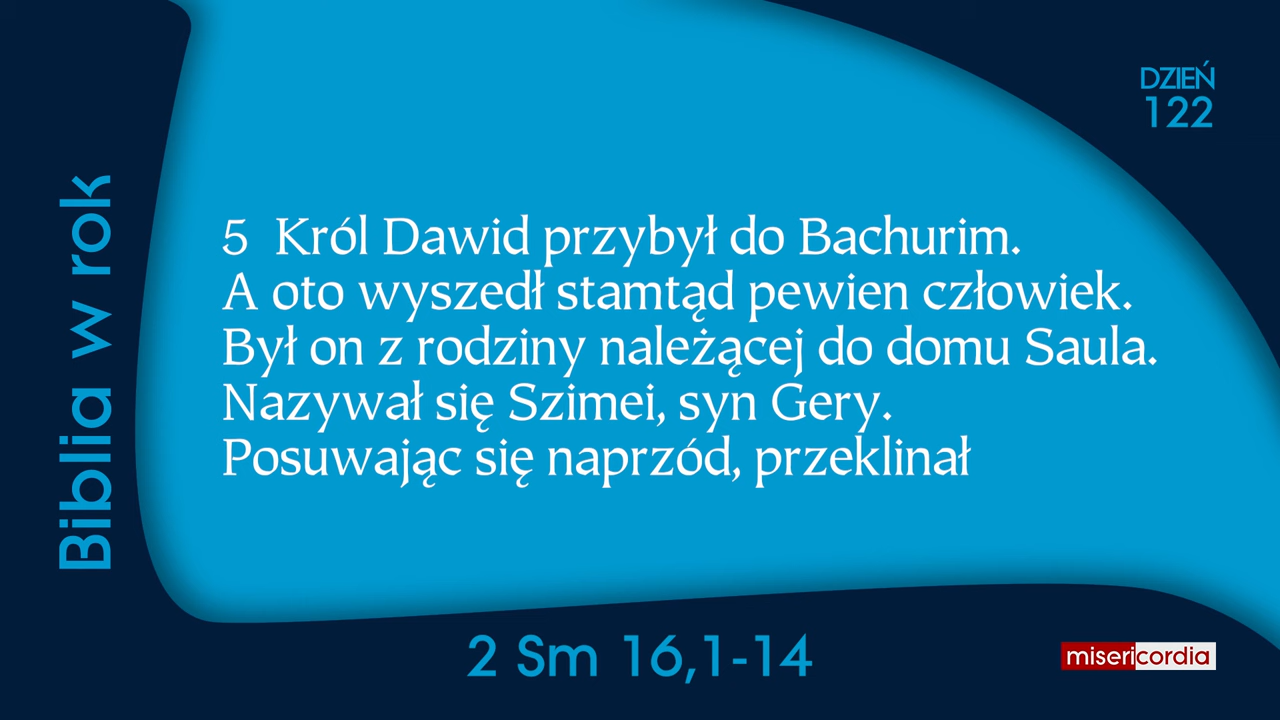 DZIEŃ
122
Biblia w rok
5 Król Dawid przybył do Bachurim.
A oto wyszedł stamtąd pewien człowiek.
Był on z rodziny należącej do domu Saula.
Nazywał się Szimei, syn Gery.
Posuwając się naprzód, przeklinał
2 Sm 16,1-14
misericordia